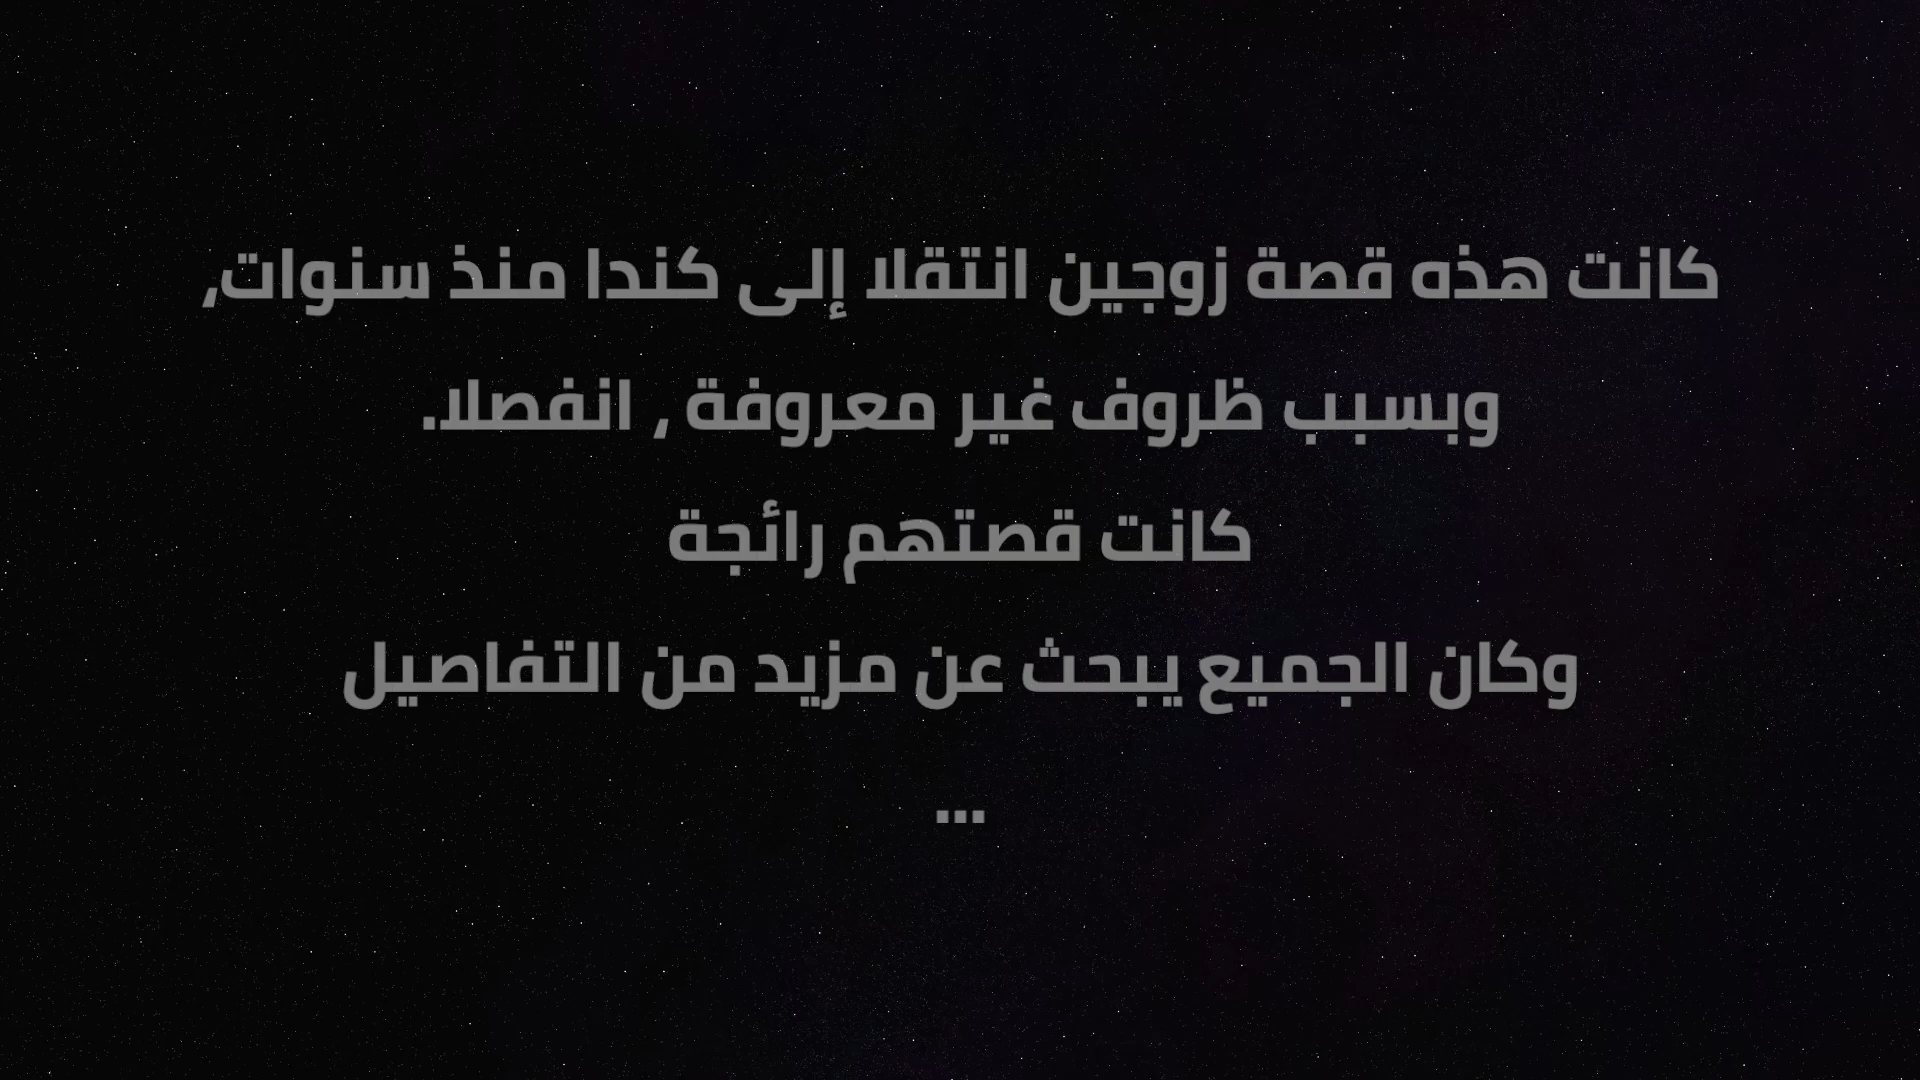 كانت هذه قصة زوجين انتقلا إلى كندا منذ سنوات،
وبسبب ظروف غير معروفة ، انفصلا.
كانت قصتهم رائجة
وكان الجميع يبحث عن مزيد من التفاصيل
...